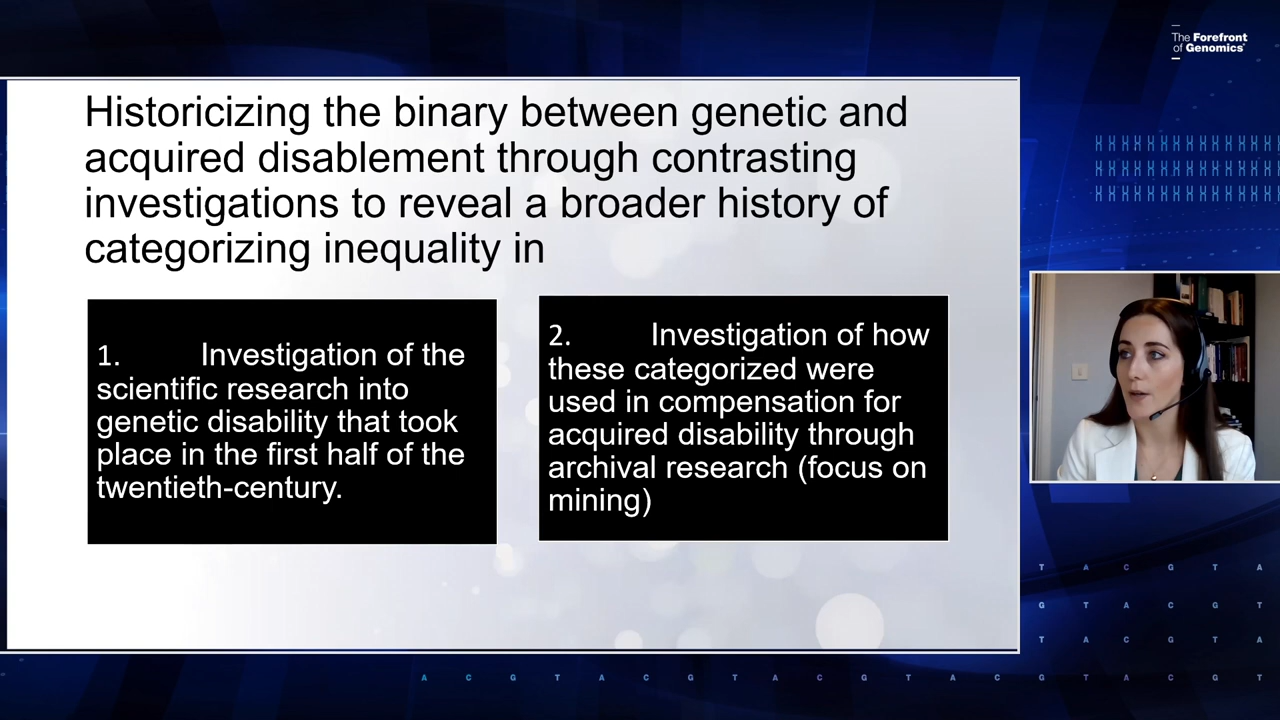 The Forefront
of Genomics®
Historicizing the binary between genetic and
acquired disablement through contrasting
investigations to reveal a broader history of
categorizing inequality in
1. Investigation of the
scientific research into
genetic disability that took
place in the first half of the
twentieth-century.
2. Investigation of how
these categorized were
used in compensation for
acquired disability through
archival research (focus on
mining)
T A C G T A
G T A C G T
T A C G T A
A C G T A C G T A C G T A C G T A C G T